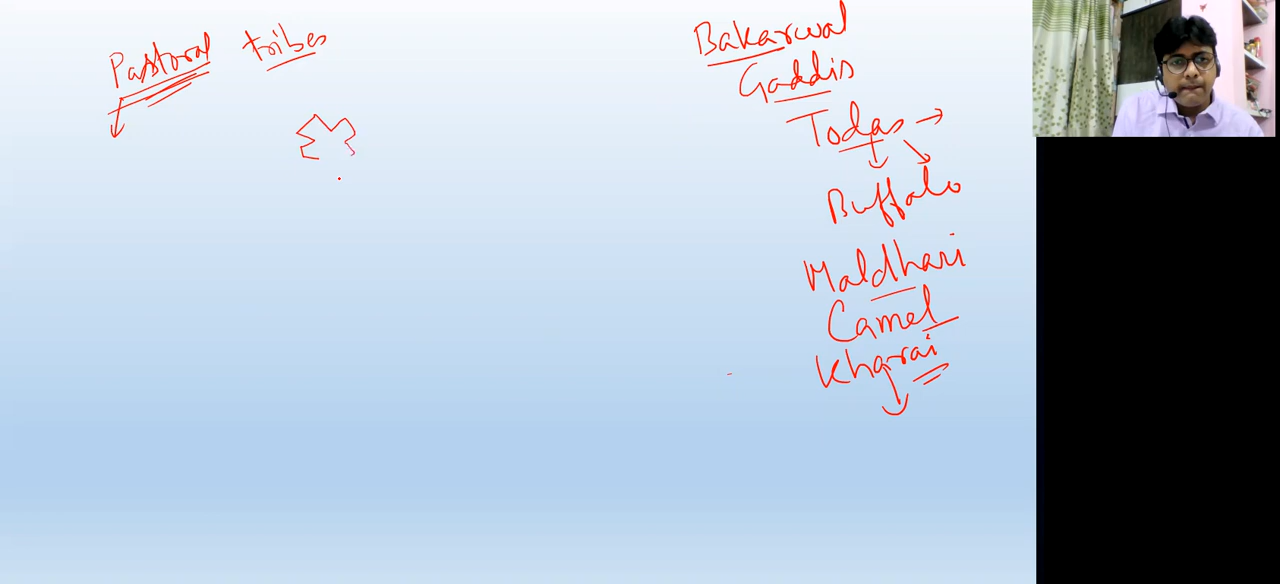 Pastoral tribes
Bakarwal
Gaddis
Todas →
Buffalo
Maldhari
Camel
Kharai